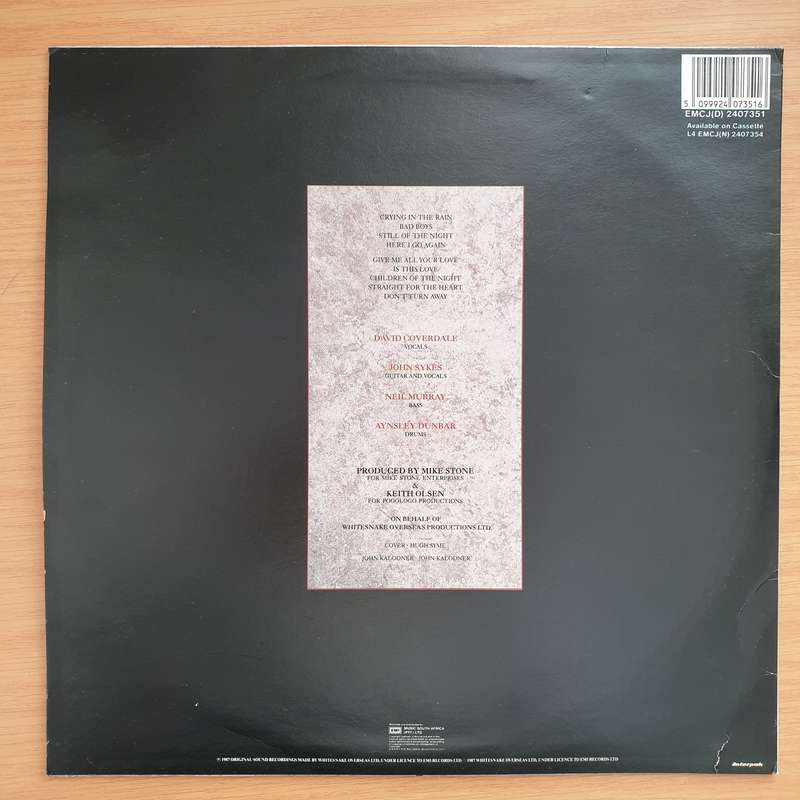 5 099924 073516
EMCJ(D) 2407351
Available on Cassette
L4 EMCJ(N) 2407354
CRYING IN THE RAIN
BAD BOYS
STILL OF THE NIGHT
HERE I GO AGAIN
GIVE ME ALL YOUR LOVE
IS THIS LOVE
CHILDREN OF THE NIGHT
STRAIGHT FOR THE HEART
DON'T TURN AWAY
DAVID COVERDALE
VOCALS
JOHN SYKES
GUITAR AND VOCALS
NEIL MURRAY
BASS
AYNSLEY DUNBAR
DRUMS
PRODUCED BY MIKE STONE
FOR MIKE STONE ENTERPRISES
&
KEITH OLSEN
FOR POGOLOGO PRODUCTIONS
ON BEHALF OF
WHITESNAKE OVERSEAS PRODUCTIONS LTD
COVER · HUGH SYME
JOHN KALODNER · JOHN KALODNER
EMI MUSIC SOUTH AFRICA
(PTY) LTD
℗ 1987 ORIGINAL SOUND RECORDINGS MADE BY WHITESNAKE OVERSEAS LTD, UNDER LICENCE TO EMI RECORDS LTD · 1987 WHITESNAKE OVERSEAS LTD, UNDER LICENCE TO EMI RECORDS LTD
interpak